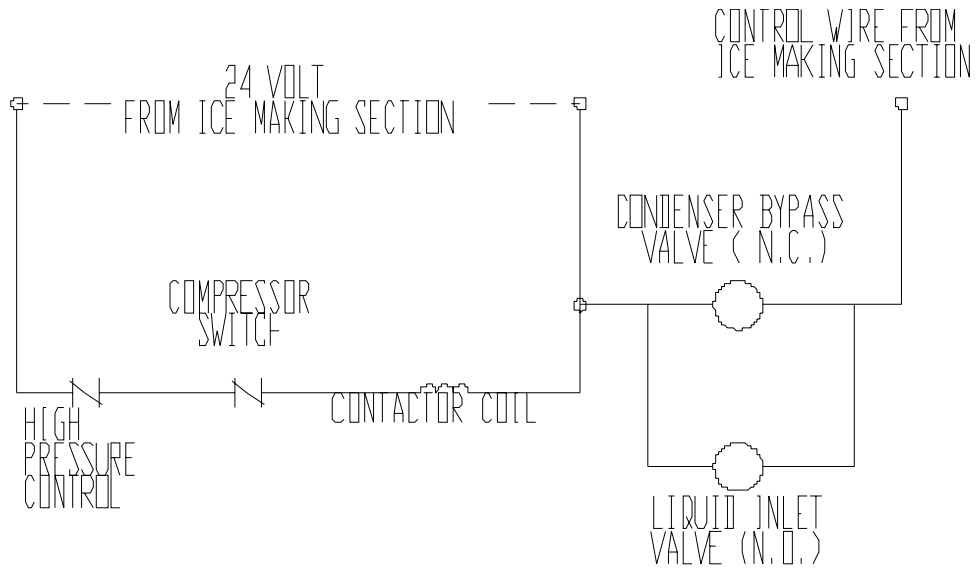 CONTROL WIRE FROM
ICE MAKING SECTION
24 VOLT
FROM ICE MAKING SECTION
CONDENSER BYPASS
VALVE ( N.C.)
COMPRESSOR
SWITCH
CONTACTOR COIL
HIGH
PRESSURE
CONTROL
LIQUID INLET
VALVE (N.O.)